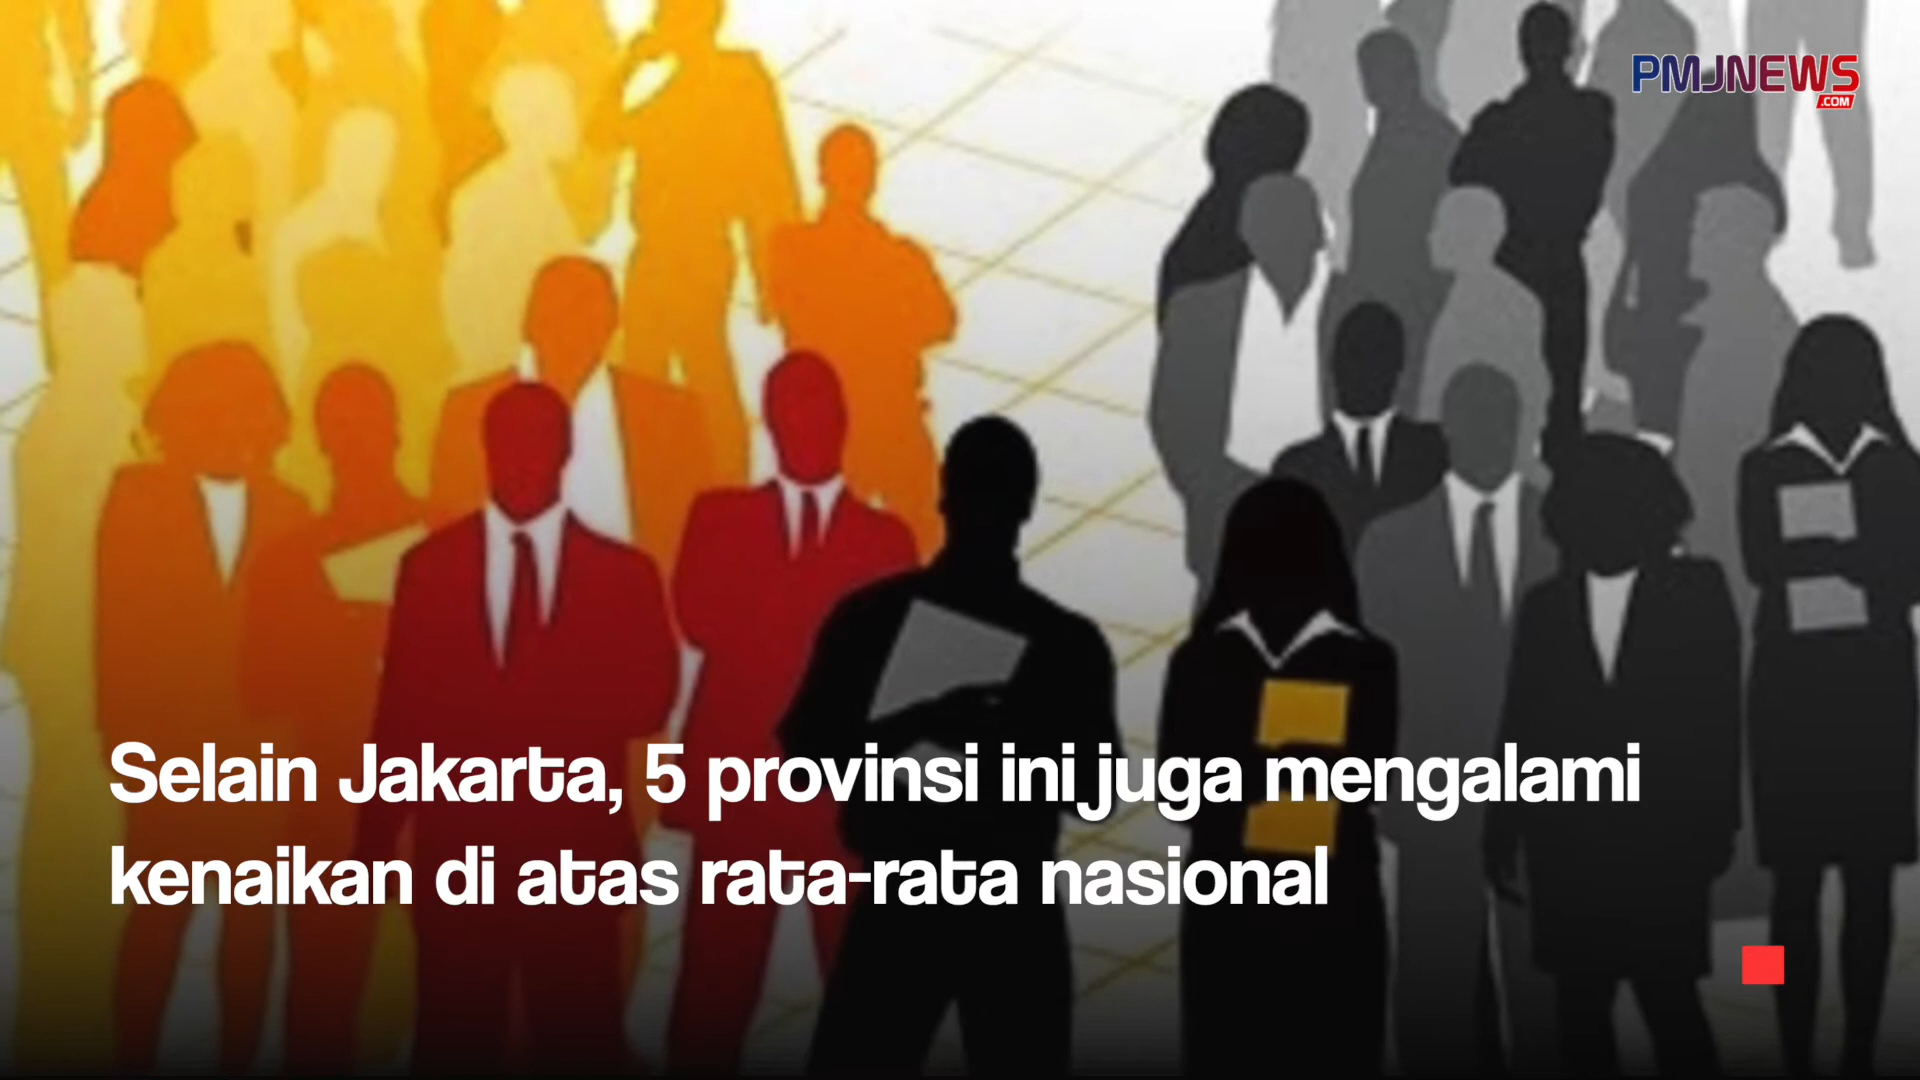 PMJNEWS
.COM
Selain Jakarta, 5 provinsi ini juga mengalami
kenaikan di atas rata-rata nasional